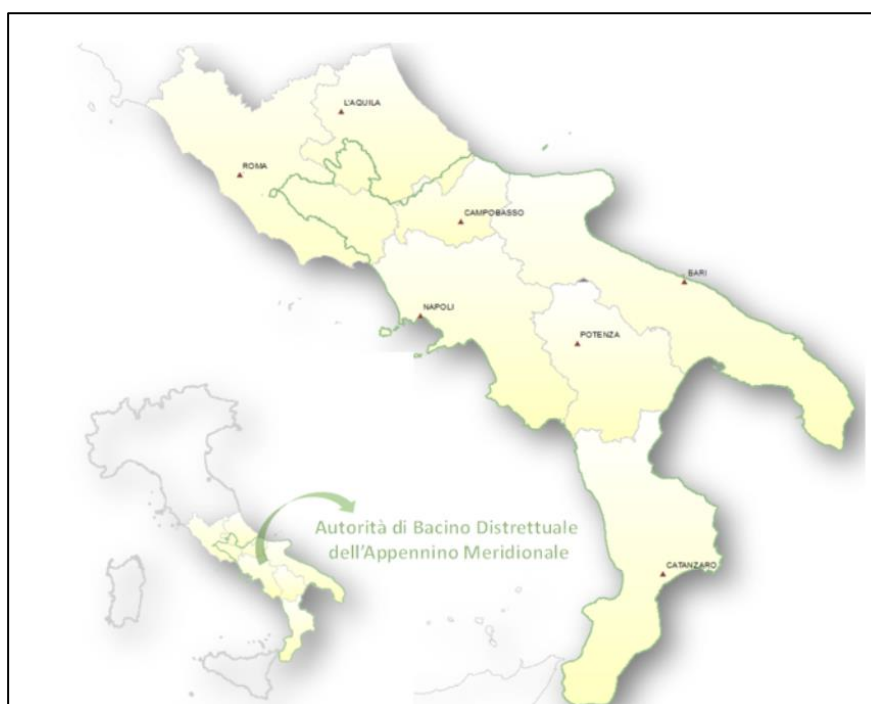 L'AQUILA
ROMA
CAMPOBASSO
BARI
NAPOLI
POTENZA
Autorità di Bacino Distrettuale
dell'Appennino Meridionale
CATANZARO